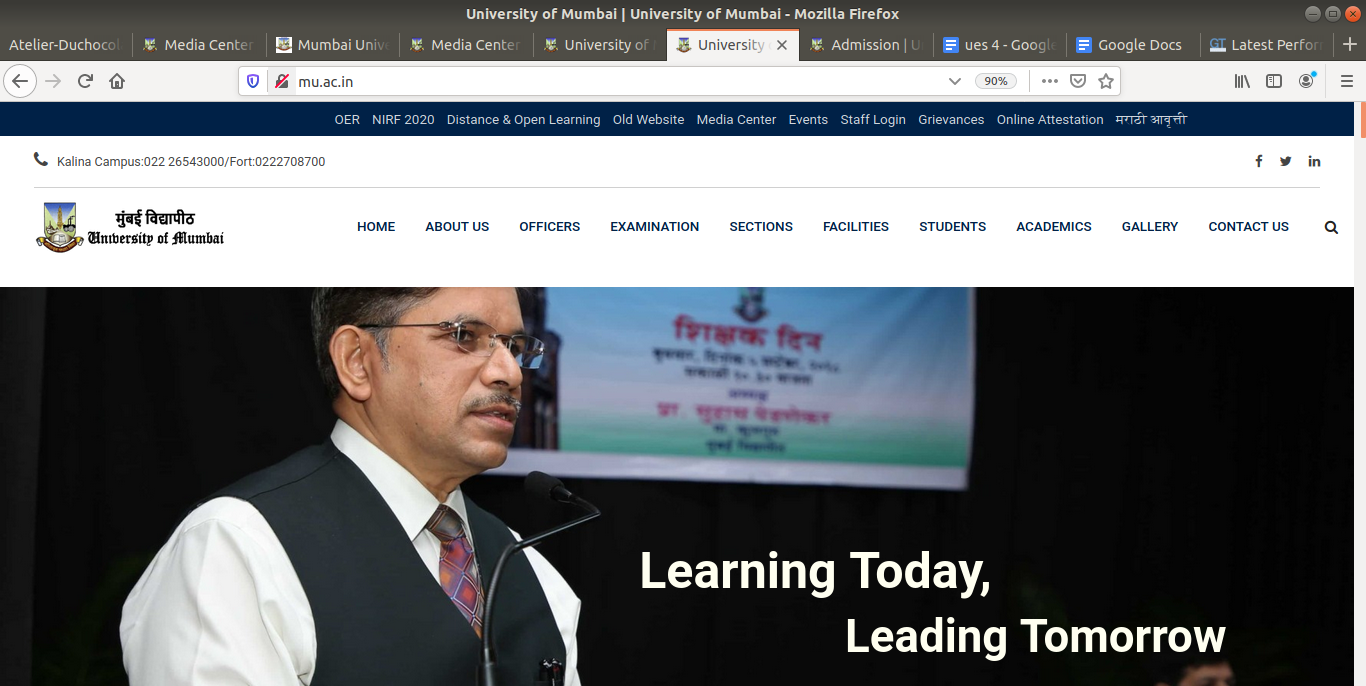 University of Mumbai | University of Mumbai - Mozilla Firefox
Atelier-Duchocol
Media Center
Mumbai Unive
Media Center
University of
University
Admission | U
ues 4 - Google
Google Docs
Latest Perfor
mu.ac.in
90%
OER NIRF 2020 Distance & Open Learning Old Website Media Center Events Staff Login Grievances Online Attestation मराठी आवृत्ती
Kalina Campus:022 26543000/Fort:0222708700
मुंबई विद्यापीठ
University of Mumbai
HOME ABOUT US OFFICERS EXAMINATION SECTIONS FACILITIES STUDENTS ACADEMICS GALLERY CONTACT US
शिक्षक दिन
मुंबई विद्यापीठ
Learning Today,
Leading Tomorrow